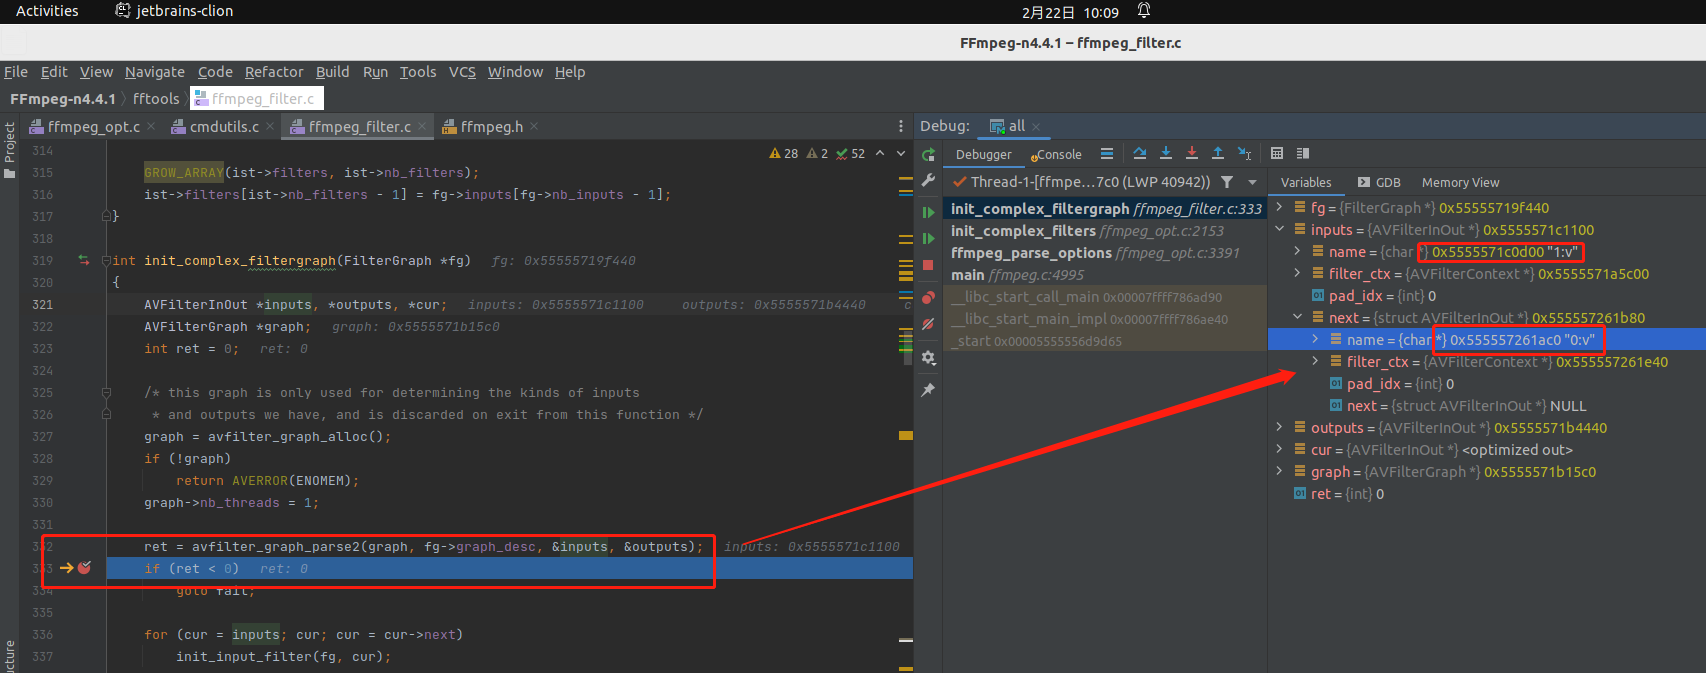 Activities
jetbrains-clion
2月22日 10:09
FFmpeg-n4.4.1 – ffmpeg_filter.c
File Edit View Navigate Code Refactor Build Run Tools VCS Window Help
FFmpeg-n4.4.1 fftools ffmpeg_filter.c
Project
ffmpeg_opt.c cmdutils.c ffmpeg_filter.c ffmpeg.h
28 2 52
314
315 GROW_ARRAY(ist->filters, ist->nb_filters);
316 ist->filters[ist->nb_filters - 1] = fg->inputs[fg->nb_inputs - 1];
317 }
318
319 int init_complex_filtergraph(FilterGraph *fg) fg: 0x55555719f440
320 {
321 AVFilterInOut *inputs, *outputs, *cur; inputs: 0x5555571c1100 outputs: 0x5555571b4440 c
322 AVFilterGraph *graph; graph: 0x5555571b15c0
323 int ret = 0; ret: 0
324
325 /* this graph is only used for determining the kinds of inputs
326 * and outputs we have, and is discarded on exit from this function */
327 graph = avfilter_graph_alloc();
328 if (!graph)
329 return AVERROR(ENOMEM);
330 graph->nb_threads = 1;
331
332 ret = avfilter_graph_parse2(graph, fg->graph_desc, &inputs, &outputs); inputs: 0x5555571c1100
333 if (ret < 0) ret: 0
334 goto fail;
335
336 for (cur = inputs; cur; cur = cur->next)
337 init_input_filter(fg, cur);
ucture
Debug: all
Debugger Console
Thread-1-[ffmpe...7c0 (LWP 40942))
init_complex_filtergraph ffmpeg_filter.c:333
init_complex_filters ffmpeg_opt.c:2153
ffmpeg_parse_options ffmpeg_opt.c:3391
main ffmpeg.c:4995
__libc_start_call_main 0x00007ffff786ad90
__libc_start_main_impl 0x00007ffff786ae40
_start 0x00005555556d9d65
Variables GDB Memory View
fg = {FilterGraph *} 0x55555719f440
inputs = {AVFilterInOut *} 0x5555571c1100
name = {char *} 0x5555571c0d00 "1:v"
filter_ctx = {AVFilterContext *} 0x5555571a5c00
pad_idx = {int} 0
next = {struct AVFilterInOut *} 0x555557261b80
name = {char *} 0x555557261ac0 "0:v"
filter_ctx = {AVFilterContext *} 0x555557261e40
pad_idx = {int} 0
next = {struct AVFilterInOut *} NULL
outputs = {AVFilterInOut *} 0x5555571b4440
cur = {AVFilterInOut *} <optimized out>
graph = {AVFilterGraph *} 0x5555571b15c0
ret = {int} 0